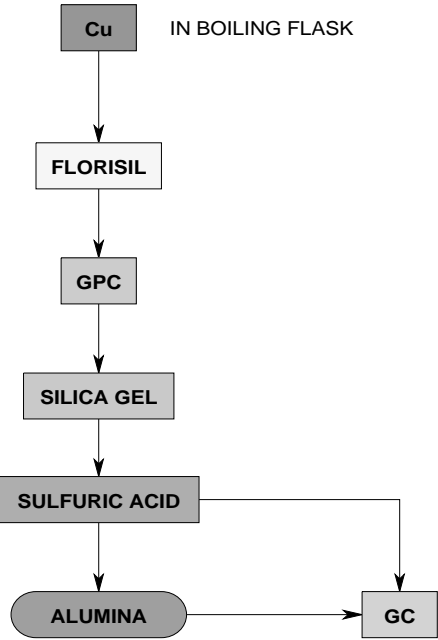 Cu IN BOILING FLASK
FLORISIL
GPC
SILICA GEL
SULFURIC ACID
ALUMINA GC